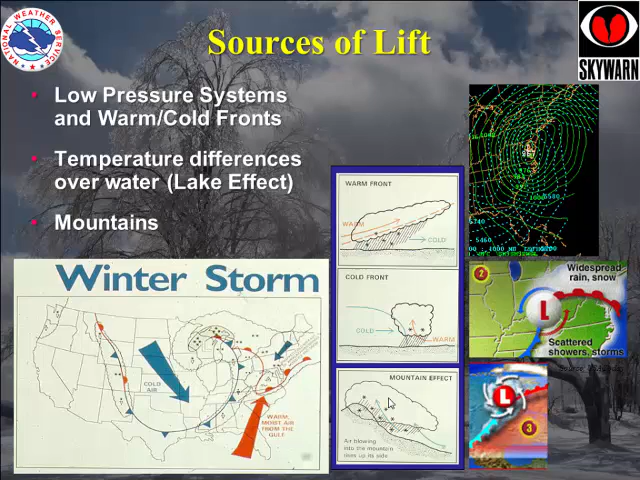 NATIONAL WEATHER SERVICE
Sources of Lift
SKYWARN
• Low Pressure Systems
and Warm/Cold Fronts
• Temperature differences
over water (Lake Effect)
• Mountains
WARM FRONT
WARM
COLD
COLD FRONT
COLD
WARM
MOUNTAIN EFFECT
Air blowing
into the mountain
rises up its side
Winter Storm
COLD
AIR
WARM,
MOIST AIR
FROM THE
GULF
5460
2
Widespread
rain, snow
L
Scattered
showers, storms
L
3